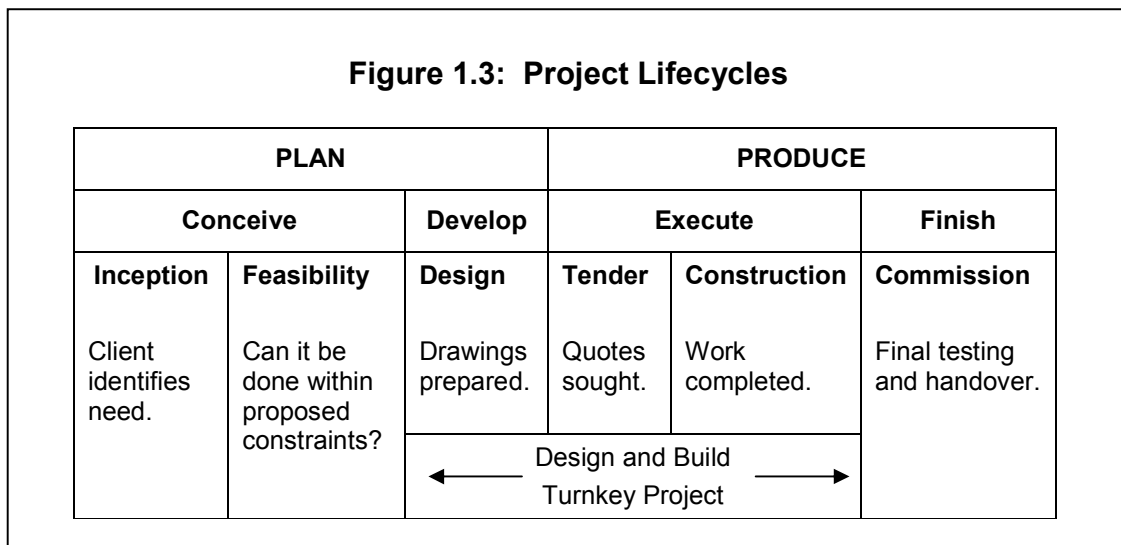 Figure 1.3: Project Lifecycles
PLAN
PRODUCE
Conceive
Develop
Execute
Finish
Inception
Client
identifies
need.
Feasibility
Can it be
done within
proposed
constraints?
Design
Drawings
prepared.
Tender
Quotes
sought.
Construction
Work
completed.
Commission
Final testing
and handover.
Design and Build
Turnkey Project